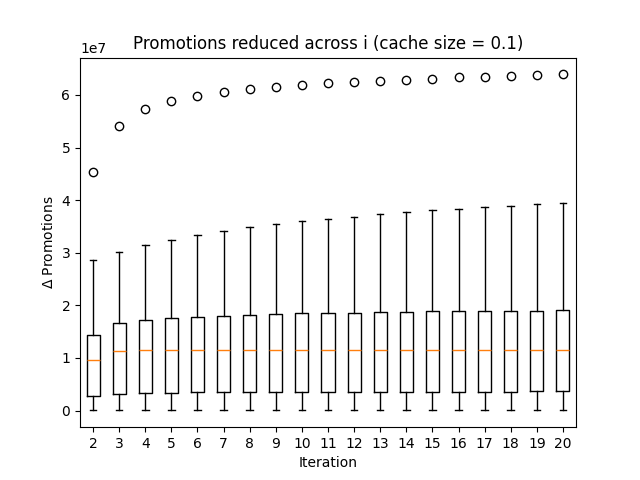 Promotions reduced across i (cache size = 0.1)
1e7
6
5
4
3
2
1
0
Δ Promotions
2 3 4 5 6 7 8 9 10 11 12 13 14 15 16 17 18 19 20
Iteration